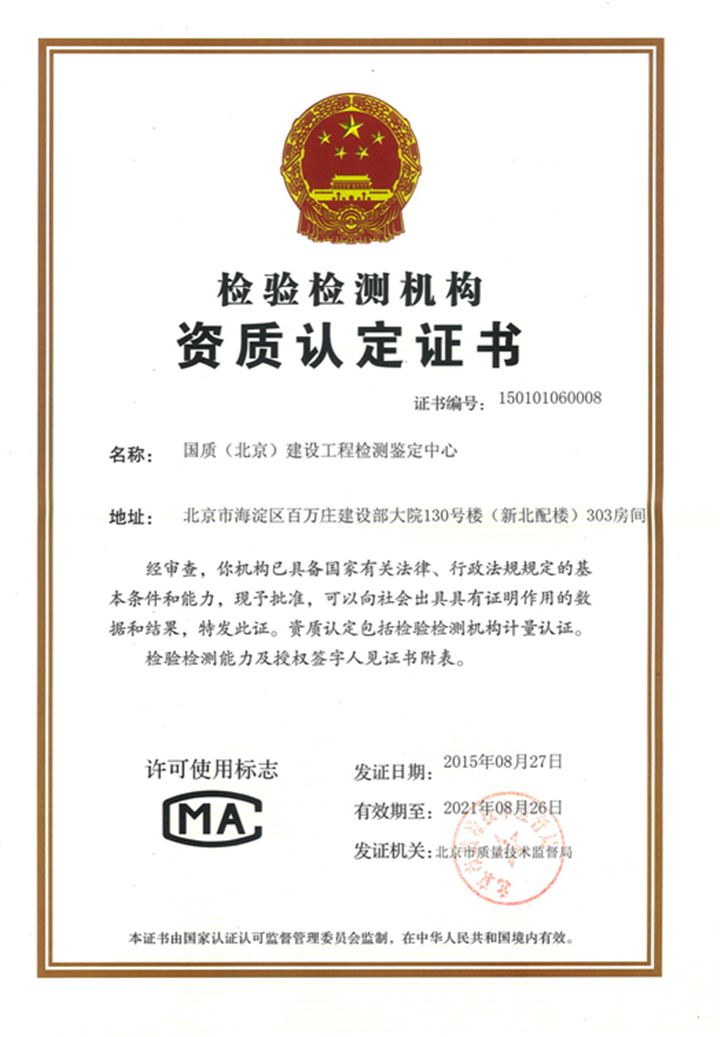 检验检测机构
资质认定证书
证书编号：150101060008
名称：国质（北京）建设工程检测鉴定中心
地址：北京市海淀区百万庄建设部大院130号楼（新北配楼）303房间
经审查，你机构已具备国家有关法律、行政法规规定的基
本条件和能力，现予批准，可以向社会出具具有证明作用的数
据和结果，特发此证。资质认定包括检验检测机构计量认证。
检验检测能力及授权签字人见证书附表。
许可使用标志
MA
发证日期：2015年08月27日
有效期至：2021年08月26日
发证机关：北京市质量技术监督局
本证书由国家认证认可监督管理委员会监制，在中华人民共和国境内有效。